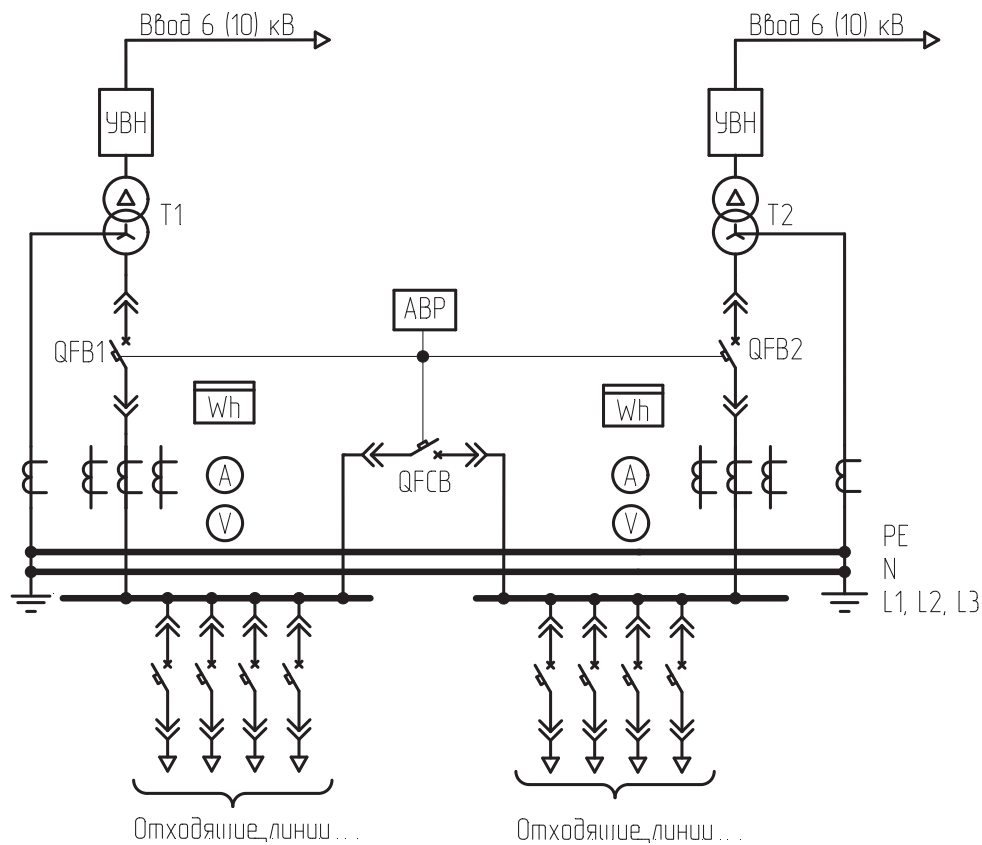 Ввод 6 (10) кВ
Ввод 6 (10) кВ
УВН
УВН
T1
T2
АВР
QFB1
QFB2
Wh
Wh
QFCB
A
A
V
V
PE
N
L1, L2, L3
Отходящие линии...
Отходящие линии...